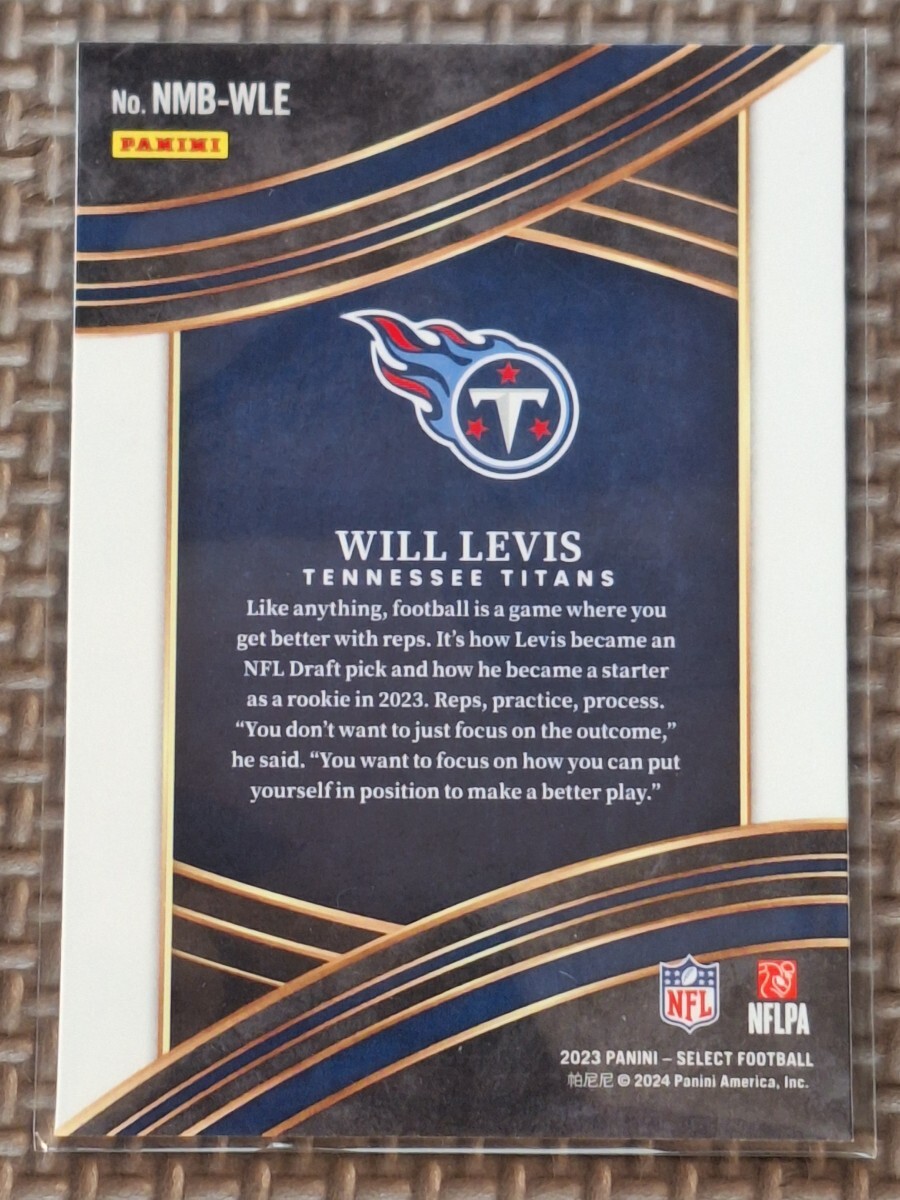 No. NMB-WLE
PANINI
T
WILL LEVIS
TENNESSEE TITANS
Like anything, football is a game where you
get better with reps. It's how Levis became an
NFL Draft pick and how he became a starter
as a rookie in 2023. Reps, practice, process.
“You don't want to just focus on the outcome,”
he said. “You want to focus on how you can put
yourself in position to make a better play.”
NFL
NFLPA
2023 PANINI – SELECT FOOTBALL
帕尼尼 © 2024 Panini America, Inc.